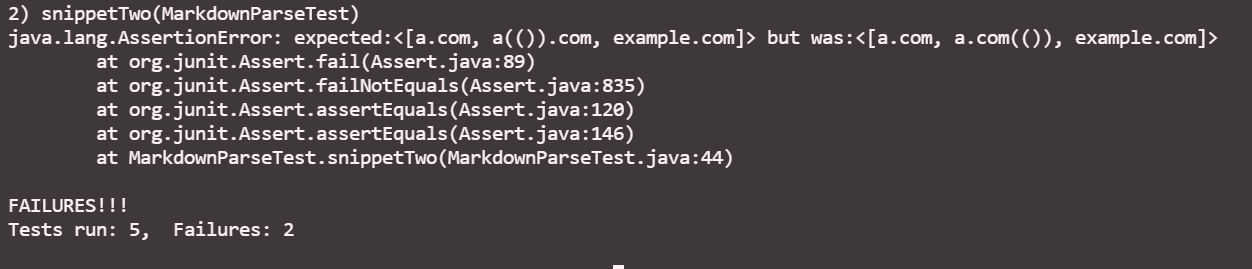 2) snippetTwo(MarkdownParseTest)
java.lang.AssertionError: expected:<[a.com, a(()).com, example.com]> but was:<[a.com, a.com(()), example.com]>
at org.junit.Assert.fail(Assert.java:89)
at org.junit.Assert.failNotEquals(Assert.java:835)
at org.junit.Assert.assertEquals(Assert.java:120)
at org.junit.Assert.assertEquals(Assert.java:146)
at MarkdownParseTest.snippetTwo(MarkdownParseTest.java:44)
FAILURES!!!
Tests run: 5,  Failures: 2